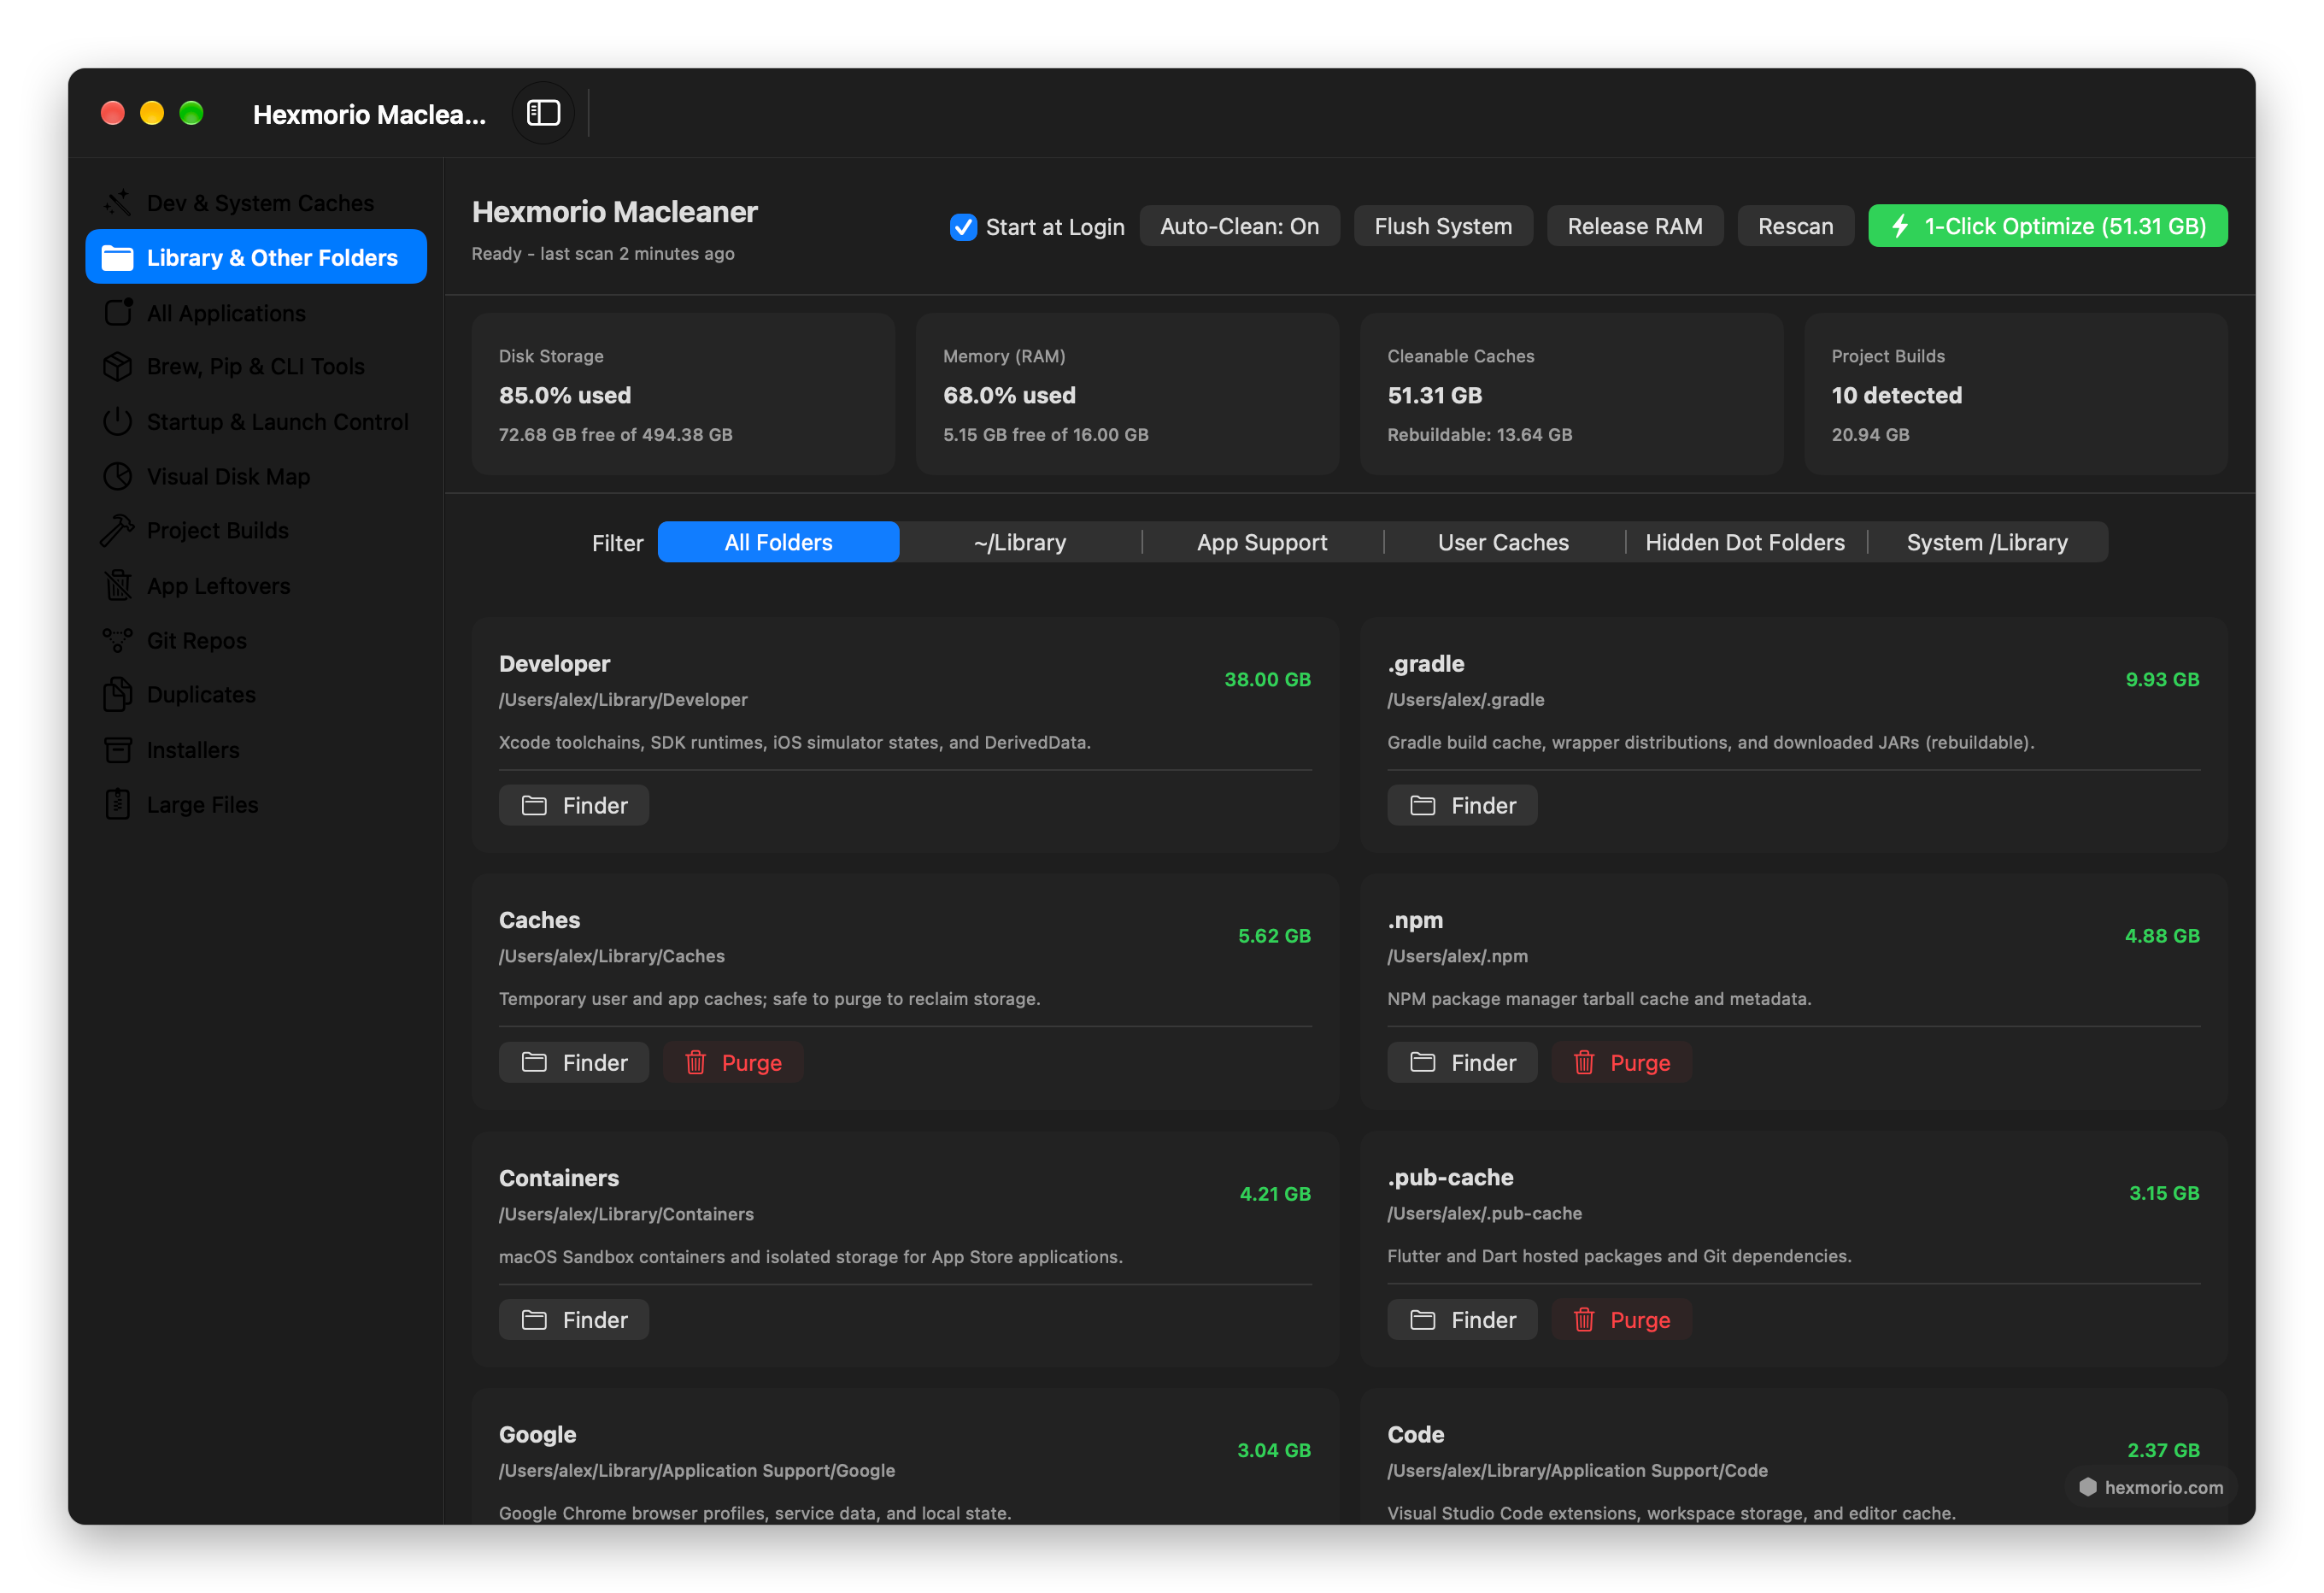 Hexmorio Maclea...
Dev & System Caches
Library & Other Folders
All Applications
Brew, Pip & CLI Tools
Startup & Launch Control
Visual Disk Map
Project Builds
App Leftovers
Git Repos
Duplicates
Installers
Large Files
Hexmorio Macleaner
Ready - last scan 2 minutes ago
Start at Login
Auto-Clean: On
Flush System
Release RAM
Rescan
1-Click Optimize (51.31 GB)
Disk Storage
85.0% used
72.68 GB free of 494.38 GB
Memory (RAM)
68.0% used
5.15 GB free of 16.00 GB
Cleanable Caches
51.31 GB
Rebuildable: 13.64 GB
Project Builds
10 detected
20.94 GB
Filter
All Folders
~/Library
App Support
User Caches
Hidden Dot Folders
System /Library
Developer
38.00 GB
/Users/alex/Library/Developer
Xcode toolchains, SDK runtimes, iOS simulator states, and DerivedData.
Finder
.gradle
9.93 GB
/Users/alex/.gradle
Gradle build cache, wrapper distributions, and downloaded JARs (rebuildable).
Finder
Caches
5.62 GB
/Users/alex/Library/Caches
Temporary user and app caches; safe to purge to reclaim storage.
Finder
Purge
.npm
4.88 GB
/Users/alex/.npm
NPM package manager tarball cache and metadata.
Finder
Purge
Containers
4.21 GB
/Users/alex/Library/Containers
macOS Sandbox containers and isolated storage for App Store applications.
Finder
.pub-cache
3.15 GB
/Users/alex/.pub-cache
Flutter and Dart hosted packages and Git dependencies.
Finder
Purge
Google
3.04 GB
/Users/alex/Library/Application Support/Google
Google Chrome browser profiles, service data, and local state.
Code
2.37 GB
/Users/alex/Library/Application Support/Code
Visual Studio Code extensions, workspace storage, and editor cache.
hexmorio.com